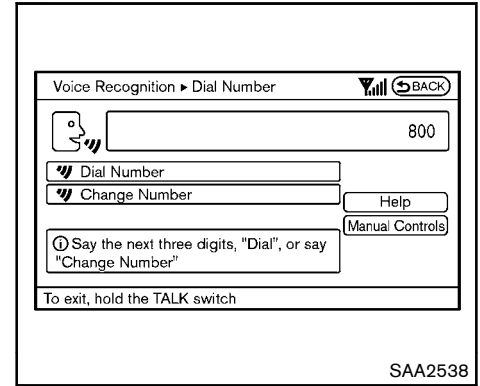 Voice Recognition ▸ Dial Number
BACK
800
Dial Number
Change Number
Help
Manual Controls
Say the next three digits, "Dial", or say
"Change Number"
To exit, hold the TALK switch
SAA2538